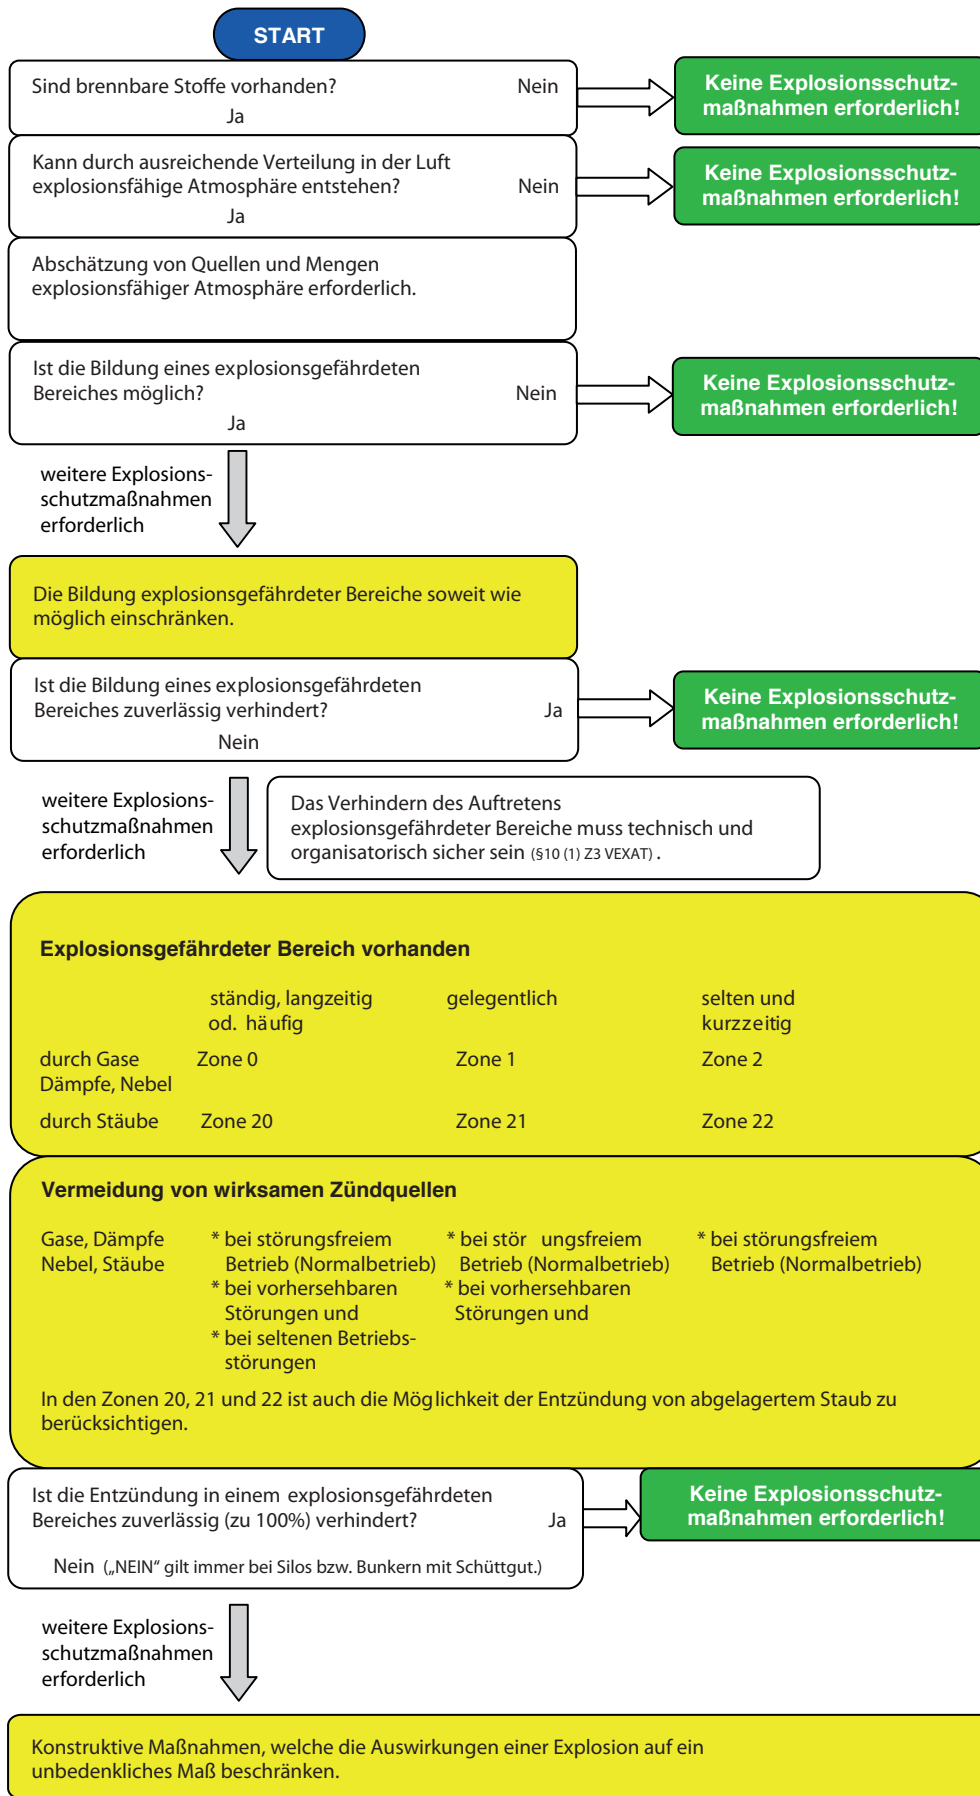 START
Sind brennbare Stoffe vorhanden? Nein
Ja
Keine Explosionsschutz-
maßnahmen erforderlich!
Kann durch ausreichende Verteilung in der Luft
explosionsfähige Atmosphäre entstehen? Nein
Ja
Keine Explosionsschutz-
maßnahmen erforderlich!
Abschätzung von Quellen und Mengen
explosionsfähiger Atmosphäre erforderlich.
Ist die Bildung eines explosionsgefährdeten
Bereiches möglich? Nein
Ja
Keine Explosionsschutz-
maßnahmen erforderlich!
weitere Explosions-
schutzmaßnahmen
erforderlich
Die Bildung explosionsgefährdeter Bereiche soweit wie
möglich einschränken.
Ist die Bildung eines explosionsgefährdeten
Bereiches zuverlässig verhindert? Ja
Nein
Keine Explosionsschutz-
maßnahmen erforderlich!
weitere Explosions-
schutzmaßnahmen
erforderlich
Das Verhindern des Auftretens
explosionsgefährdeter Bereiche muss technisch und
organisatorisch sicher sein (§10 (1) Z3 VEXAT) .
Explosionsgefährdeter Bereich vorhanden
ständig, langzeitig gelegentlich selten und
od. häufig kurzzeitig
durch Gase Zone 0 Zone 1 Zone 2
Dämpfe, Nebel
durch Stäube Zone 20 Zone 21 Zone 22
Vermeidung von wirksamen Zündquellen
Gase, Dämpfe * bei störungsfreiem * bei stör ungsfreiem * bei störungsfreiem
Nebel, Stäube Betrieb (Normalbetrieb) Betrieb (Normalbetrieb) Betrieb (Normalbetrieb)
* bei vorhersehbaren * bei vorhersehbaren
Störungen und Störungen und
* bei seltenen Betriebs-
störungen
In den Zonen 20, 21 und 22 ist auch die Möglichkeit der Entzündung von abgelagertem Staub zu
berücksichtigen.
Ist die Entzündung in einem explosionsgefährdeten
Bereiches zuverlässig (zu 100%) verhindert? Ja
Nein („NEIN“ gilt immer bei Silos bzw. Bunkern mit Schüttgut.)
Keine Explosionsschutz-
maßnahmen erforderlich!
weitere Explosions-
schutzmaßnahmen
erforderlich
Konstruktive Maßnahmen, welche die Auswirkungen einer Explosion auf ein
unbedenkliches Maß beschränken.